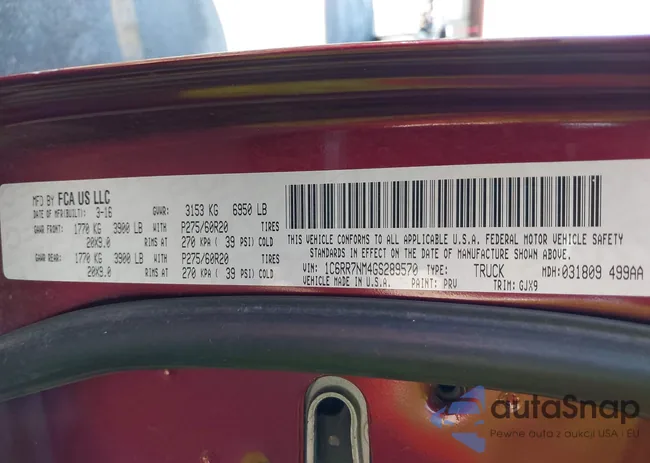 MFD BY FCA US LLC
DATE OF MFR(BUILT): 3-16 GVWR: 3153 KG 6950 LB
GAWR FRONT: 1770 KG 3900 LB WITH P275/60R20 TIRES
20X9.0 RIMS AT 270 KPA ( 39 PSI) COLD
GAWR REAR: 1770 KG 3900 LB WITH P275/60R20 TIRES
20X9.0 RIMS AT 270 KPA ( 39 PSI) COLD
THIS VEHICLE CONFORMS TO ALL APPLICABLE U.S.A. FEDERAL MOTOR VEHICLE SAFETY
STANDARDS IN EFFECT ON THE DATE OF MANUFACTURE SHOWN ABOVE.
VIN: 1C6RR7NM4GS289570 TYPE: TRUCK MDH: 031809 499AA
VEHICLE MADE IN U.S.A. PAINT: PRV TRIM: GJX9
autaSnap
Pewne auta z aukcji USA - EU